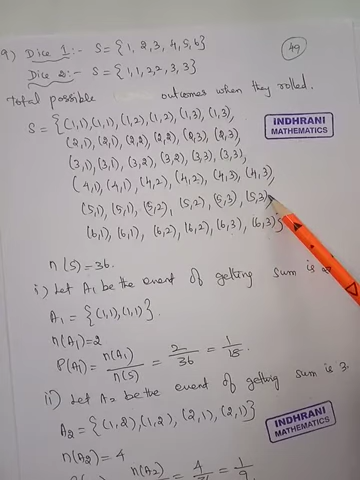 9) Dice 1:- S={1, 2, 3, 4, 5, 6}
49
Dice 2:- S={1,1,2,2,3,3}
Total possible outcomes when they rolled.
S={(1,1),(1,1),(1,2),(1,2),(1,3),(1,3),
(2,1),(2,1),(2,2),(2,2),(2,3),(2,3),
(3,1),(3,1),(3,2),(3,2),(3,3),(3,3),
(4,1),(4,1),(4,2),(4,2),(4,3),(4,3),
(5,1),(5,1),(5,2),(5,2),(5,3),(5,3),
(6,1),(6,1),(6,2),(6,2),(6,3),(6,3)}
INDHRANI
MATHEMATICS
n(S)=36.
i) Let A1 be the event of getting sum is
A1={(1,1),(1,1)}.
n(A1)=2
P(A1)=n(A1)/n(S)=2/36=1/18.
ii) Let A2 be the event of getting sum is 3.
A2={(1,2),(1,2),(2,1),(2,1)}
n(A2)=4
INDHRANI
MATHEMATICS
n(A2) = 4 = 1/9.